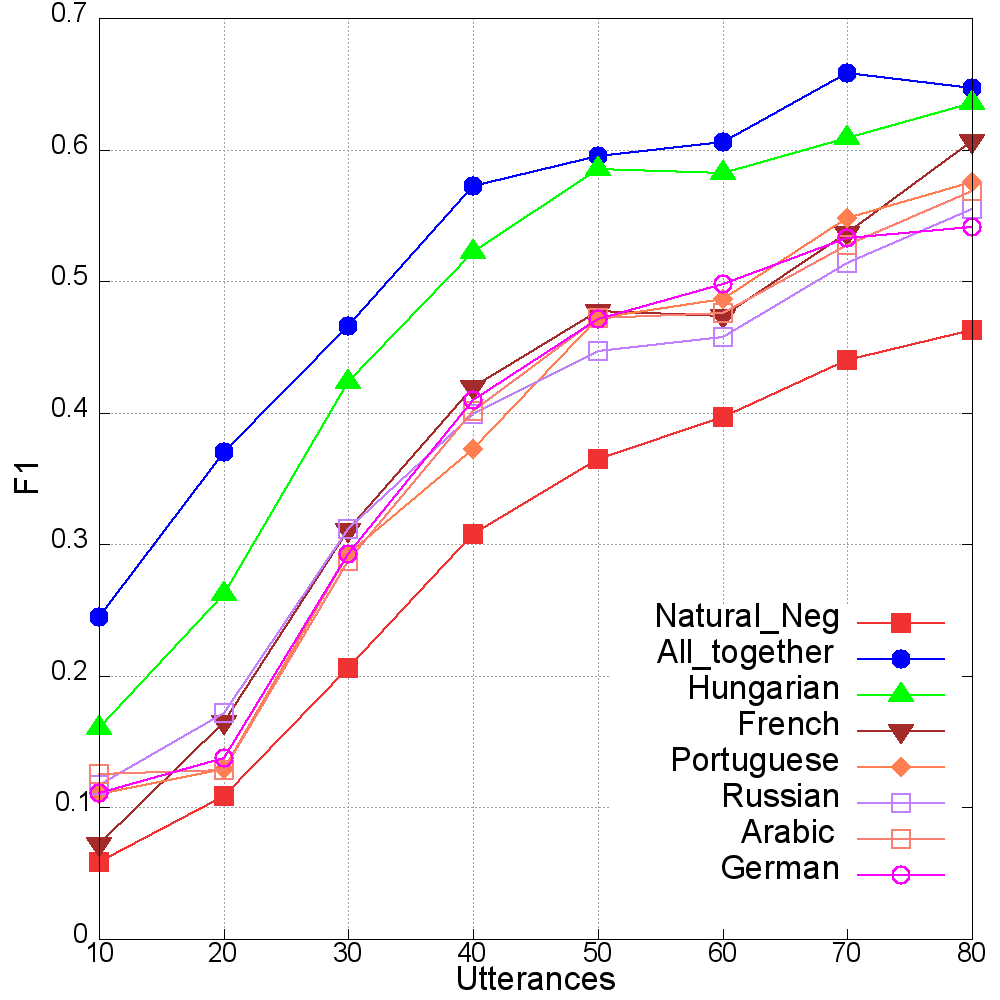 0.7
0.6
0.5
0.4
0.3
0.2
0.1
0
F1
Natural_Neg
All_together
Hungarian
French
Portuguese
Russian
Arabic
German
10 20 30 40 50 60 70 80
Utterances